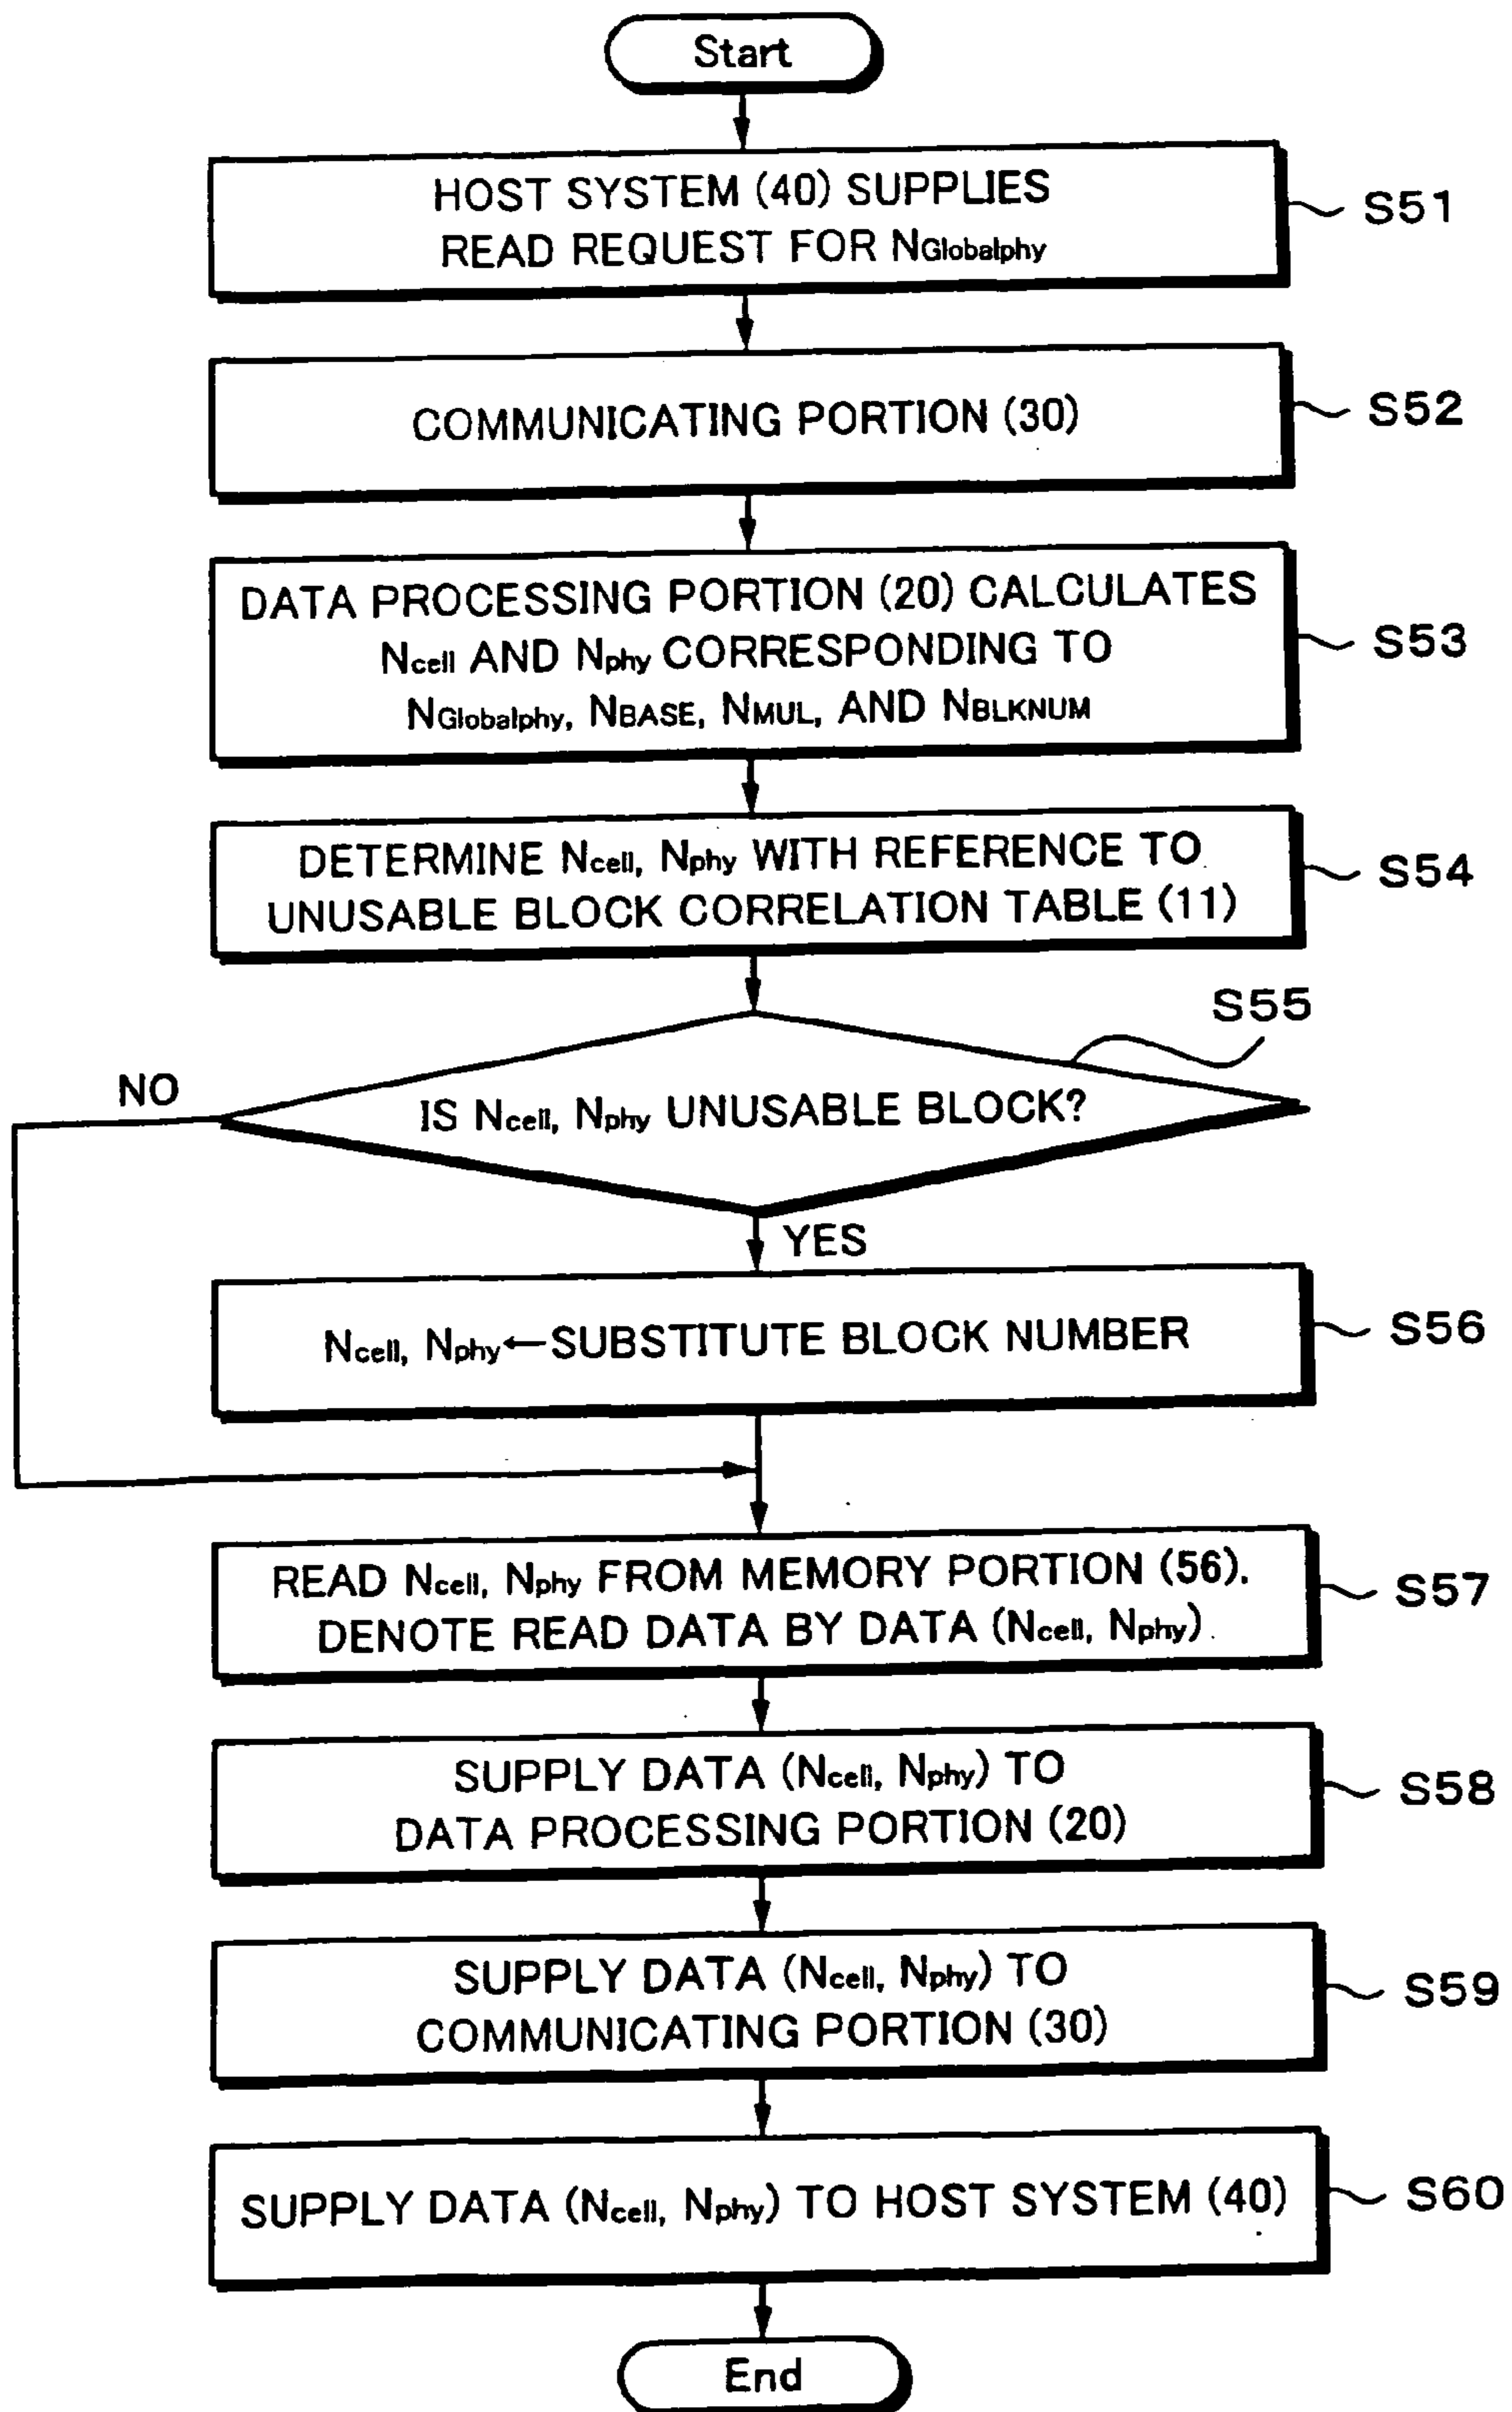 Start
HOST SYSTEM (40) SUPPLIES
READ REQUEST FOR NGlobalphy
S51
COMMUNICATING PORTION (30)
S52
DATA PROCESSING PORTION (20) CALCULATES
Ncell AND Nphy CORRESPONDING TO
NGlobalphy, NBASE, NMUL, AND NBLKNUM
S53
DETERMINE Ncell, Nphy WITH REFERENCE TO
UNUSABLE BLOCK CORRELATION TABLE (11)
S54
S55
NO
IS Ncell, Nphy UNUSABLE BLOCK?
YES
Ncell, Nphy←SUBSTITUTE BLOCK NUMBER
S56
READ Ncell, Nphy FROM MEMORY PORTION (56).
DENOTE READ DATA BY DATA (Ncell, Nphy).
S57
SUPPLY DATA (Ncell, Nphy) TO
DATA PROCESSING PORTION (20)
S58
SUPPLY DATA (Ncell, Nphy) TO
COMMUNICATING PORTION (30)
S59
SUPPLY DATA (Ncell, Nphy) TO HOST SYSTEM (40)
S60
End